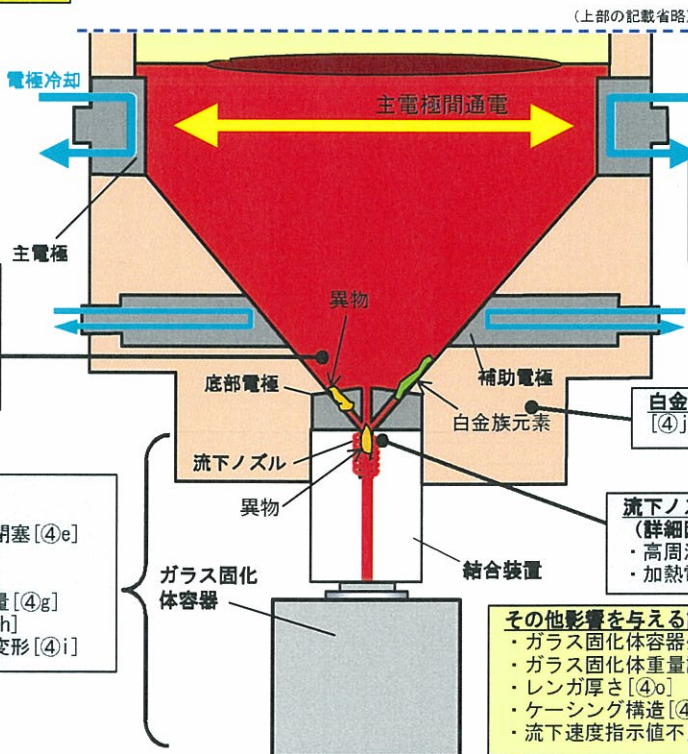 (上部の記載省略
電極冷却
主電極間通電
主電極
異物
底部電極
補助電極
白金族元素
白金
[④j
流下ノズル
異物
閉塞[④e]
量[④g]
h]
変形[④i]
流下ノズ
(詳細
・高周
・加熱
ガラス固化
体容器
結合装置
その他影響を与える
・ガラス固化体容器
・ガラス固化体重量
・レンガ厚さ[④o]
・ケーシング構造[④
・流下速度指示値不